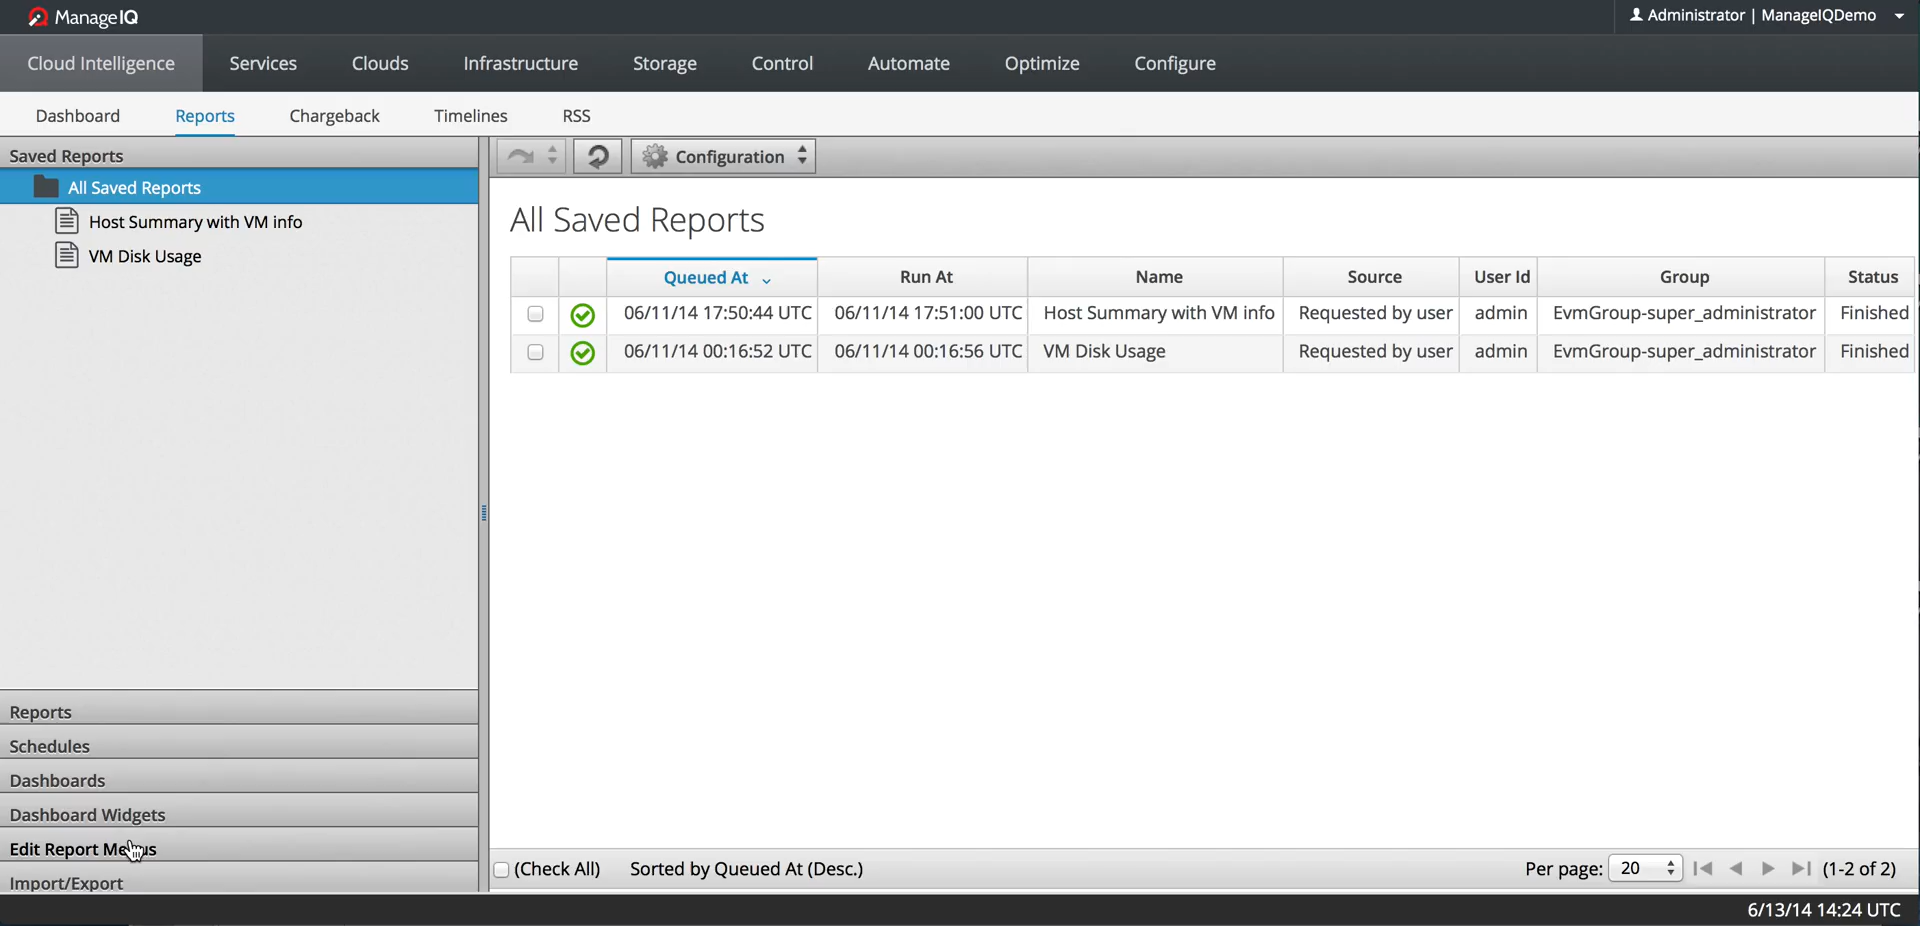 ManageIQ
Administrator | ManageIQDemo
Cloud Intelligence Services Clouds Infrastructure Storage Control Automate Optimize Configure
Dashboard Reports Chargeback Timelines RSS
Saved Reports
All Saved Reports
Host Summary with VM info
VM Disk Usage
Reports
Schedules
Dashboards
Dashboard Widgets
Edit Report Menus
Import/Export
Configuration
All Saved Reports
Queued At Run At Name Source User Id Group Status
06/11/14 17:50:44 UTC 06/11/14 17:51:00 UTC Host Summary with VM info Requested by user admin EvmGroup-super_administrator Finished
06/11/14 00:16:52 UTC 06/11/14 00:16:56 UTC VM Disk Usage Requested by user admin EvmGroup-super_administrator Finished
(Check All) Sorted by Queued At (Desc.) Per page: 20 (1-2 of 2)
6/13/14 14:24 UTC